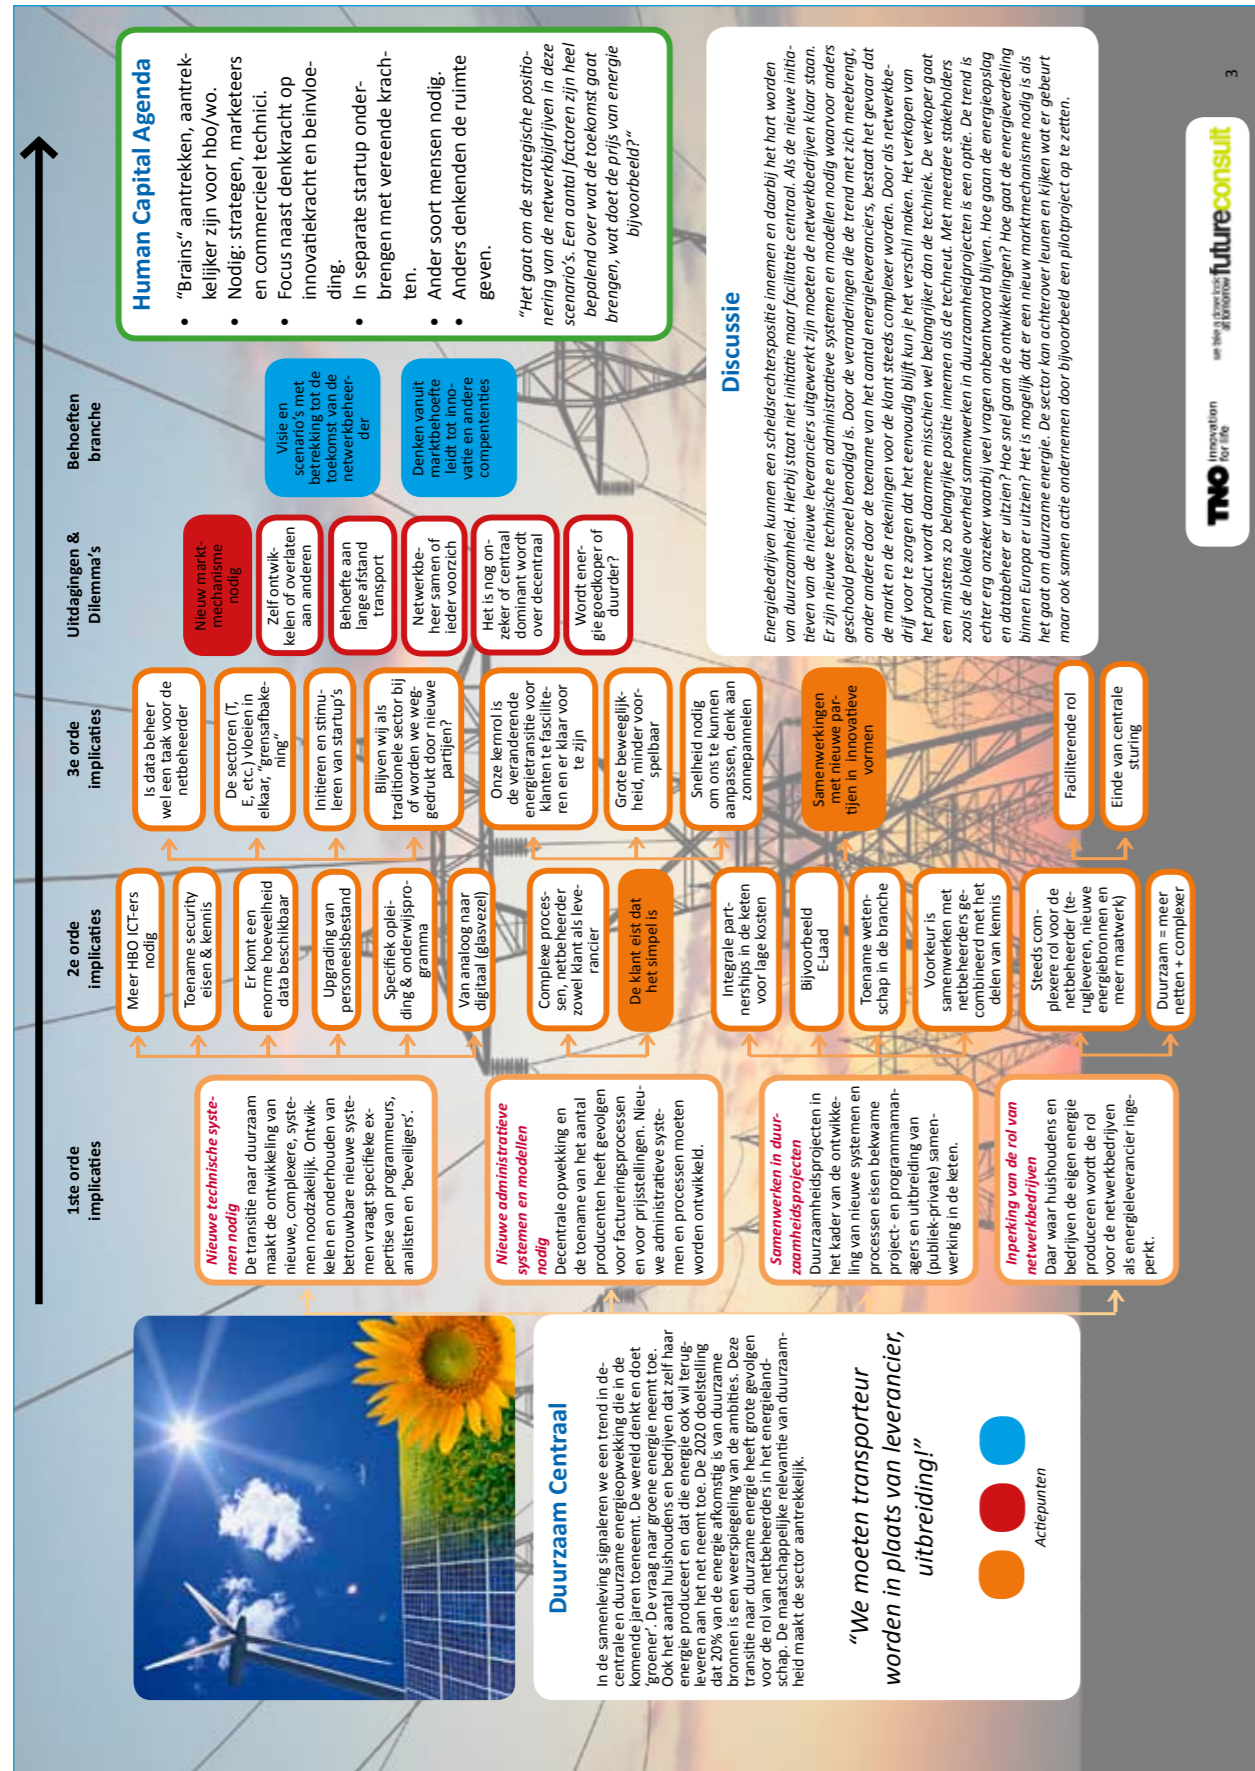 1ste orde
implicaties
2e orde
implicaties
3e orde
implicaties
Uitdagingen &
Dilemma's
Behoeften
branche
Duurzaam Centraal
In de samenleving signaleren we een trend in de-
centrale en duurzame energieopwekking die in de
komende jaren toeneemt. De wereld denkt en doet
'groener'. De vraag naar groene energie neemt toe.
Ook het aantal huishoudens en bedrijven dat zelf haar
energie produceert en dat die energie ook wil terug-
leveren aan het net neemt toe. De 2020 doelstelling
dat 20% van de energie afkomstig is van duurzame
bronnen is een weerspiegeling van de ambities. Deze
transitie naar duurzame energie heeft grote gevolgen
voor de rol van netbeheerders in het energieland-
schap. De maatschappelijke relevantie van duurzaam-
heid maakt de sector aantrekkelijk.
"We moeten transporteur
worden in plaats van leverancier,
uitbreiding!"
Actiepunten
Nieuwe technische syste-
men nodig
De transitie naar duurzaam
maakt de ontwikkeling van
nieuwe, complexere, syste-
men noodzakelijk. Ontwik-
kelen en onderhouden van
betrouwbare nieuwe syste-
men vraagt specifieke ex-
pertise van programmeurs,
analisten en 'beveiligers'.
Nieuwe administratieve
systemen en modellen
nodig
Decentrale opwekking en
de toename van het aantal
producenten heeft gevolgen
voor factureringsprocessen
en voor prijsstellingen. Nieu-
we administratieve syste-
men en processen moeten
worden ontwikkeld.
Samenwerken in duur-
zaamheidsprojecten
Duurzaamheidsprojecten in
het kader van de ontwikke-
ling van nieuwe systemen en
processen eisen bekwame
project- en programmaman-
agers en uitbreiding van
(publiek-private) samen-
werking in de keten.
Inperking van de rol van
netwerkbedrijven
Daar waar huishoudens en
bedrijven de eigen energie
produceren wordt de rol
voor de netwerkbedrijven
als energieleverancier inge-
perkt.
Meer HBO ICT-ers
nodig
Toename security
eisen & kennis
Er komt een
enorme hoeveelheid
data beschikbaar
Upgrading van
personeelsbestand
Specifiek oplei-
ding & onderwijspro-
gramma
Van analoog naar
digitaal (glasvezel)
Complexe proces-
sen, netbeheerder
zowel klant als leve-
rancier
De klant eist dat
het simpel is
Integrale part-
nerships in de keten
voor lage kosten
Bijvoorbeeld
E-Laad
Toename weten-
schap in de branche
Voorkeur is
samenwerken met
netbeheerders ge-
combineerd met het
delen van kennis
Steeds com-
plexere rol voor de
netbeheerder (te-
rugleveren, nieuwe
energiebronnen en
meer maatwerk)
Duurzaam = meer
netten + complexer
Is data beheer
wel een taak voor de
netbeheerder
De sectoren (T,
E, etc.) vloeien in
elkaar, "grensafbake-
ning"
Initieren en stimu-
leren van startup's
Blijven wij als
traditionele sector bij
of worden we weg-
gedrukt door nieuwe
partijen?
Onze kernrol is
de veranderende
energietransitie voor
klanten te facilite-
ren en er klaar voor
te zijn
Grote beweeglijk-
heid, minder voor-
spelbaar
Snelheid nodig
om ons te kunnen
aanpassen, denk aan
zonnepannelen
Samenwerkingen
met nieuwe par-
tijen in innovatieve
vormen
Faciliterende rol
Einde van centrale
sturing
Nieuw markt-
mechanisme
nodig
Zelf ontwik-
kelen of overlaten
aan anderen
Behoefte aan
lange afstand
transport
Netwerkbe-
heer samen of
ieder voorzich
Het is nog on-
zeker of centraal
dominant wordt
over decentraal
Wordt ener-
gie goedkoper of
duurder?
Visie en
scenario's met
betrekking tot de
toekomst van de
netwerkbeheer-
der
Denken vanuit
marktbehoefte
leidt tot inno-
vatie en andere
compententies
Human Capital Agenda
• "Brains" aantrekken, aantrek-
kelijker zijn voor hbo/wo.
• Nodig: strategen, marketeers
en commercieel technici.
• Focus naast denkkracht op
innovatiekracht en beinvloe-
ding.
• In separate startup onder-
brengen met vereende krach-
ten.
• Ander soort mensen nodig.
• Anders denkenden de ruimte
geven.
"Het gaat om de strategische positio-
nering van de netwerkbijdrijven in deze
scenario's. Een aantal factoren zijn heel
bepalend over wat de toekomst gaat
brengen, wat doet de prijs van energie
bijvoorbeeld?"
Discussie
Energiebedrijven kunnen een scheidsrechterspositie innemen en daarbij het hart worden
van duurzaamheid. Hierbij staat niet initiatie maar facilitatie centraal. Als de nieuwe initia-
tieven van de nieuwe leveranciers uitgewerkt zijn moeten de netwerkbedrijven klaar staan.
Er zijn nieuwe technische en administratieve systemen en modellen nodig waarvoor anders
geschoold personeel benodigd is. Door de veranderingen die de trend met zich meebrengt,
onder andere door de toename van het aantal energieleveranciers, bestaat het gevaar dat
de markt en de rekeningen voor de klant steeds complexer worden. Door als netwerkbe-
drijf voor te zorgen dat het eenvoudig blijft kun je het verschil maken. Het verkopen van
het product wordt daarmee misschien wel belangrijker dan de techniek. De verkoper gaat
een minstens zo belangrijke positie innemen als de techneut. Met meerdere stakeholders
zoals de lokale overheid samenwerken in duurzaamheidprojecten is een optie. De trend is
echter erg onzeker waarbij veel vragen onbeantwoord blijven. Hoe gaan de energieopslag
en databeheer er uitzien? Hoe snel gaan de ontwikkelingen? Hoe gaat de energieverdeling
binnen Europa er uitzien? Het is mogelijk dat er een nieuw marktmechanisme nodig is als
het gaat om duurzame energie. De sector kan achterover leunen en kijken wat er gebeurt
maar ook samen actie ondernemen door bijvoorbeeld een pilotproject op te zetten.
TNO innovation
for life
we take a closer look
at tomorrow
futureconsult
3